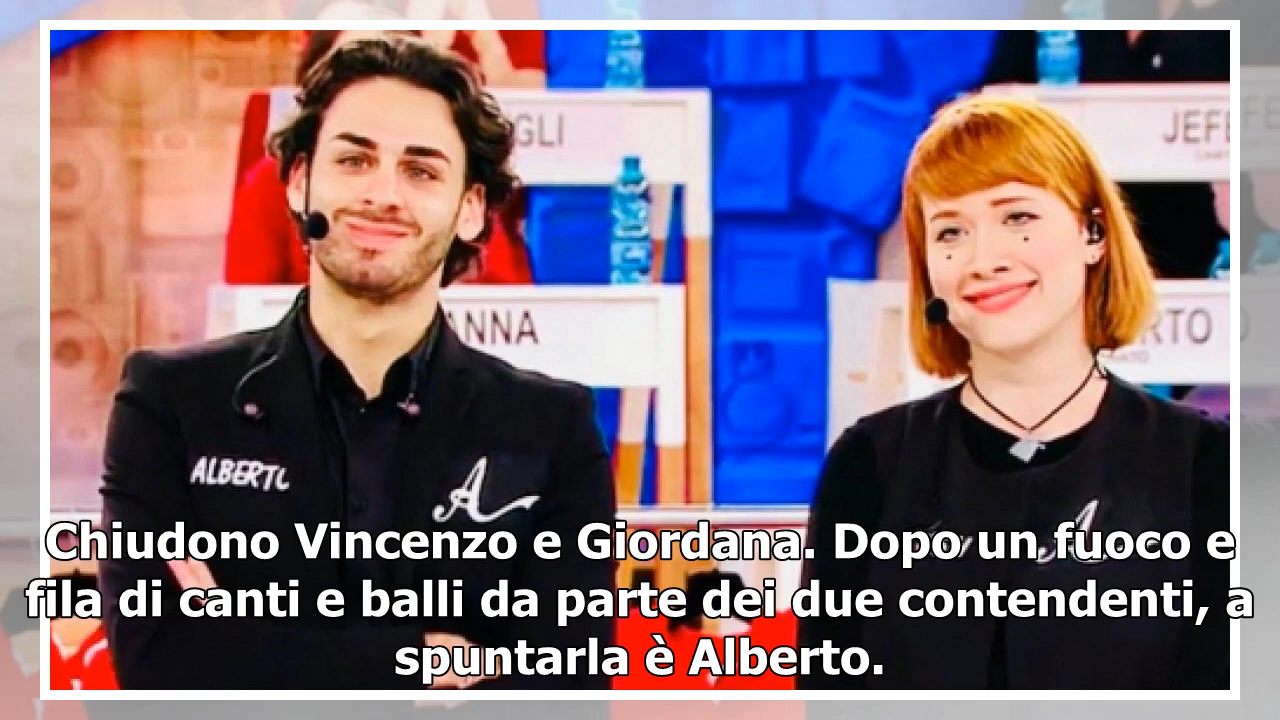 GLI
JEFE
ANNA
RTO
ALBERTO
A
A
Chiudono Vincenzo e Giordana. Dopo un fuoco e
fila di canti e balli da parte dei due contendenti, a
spuntarla è Alberto.